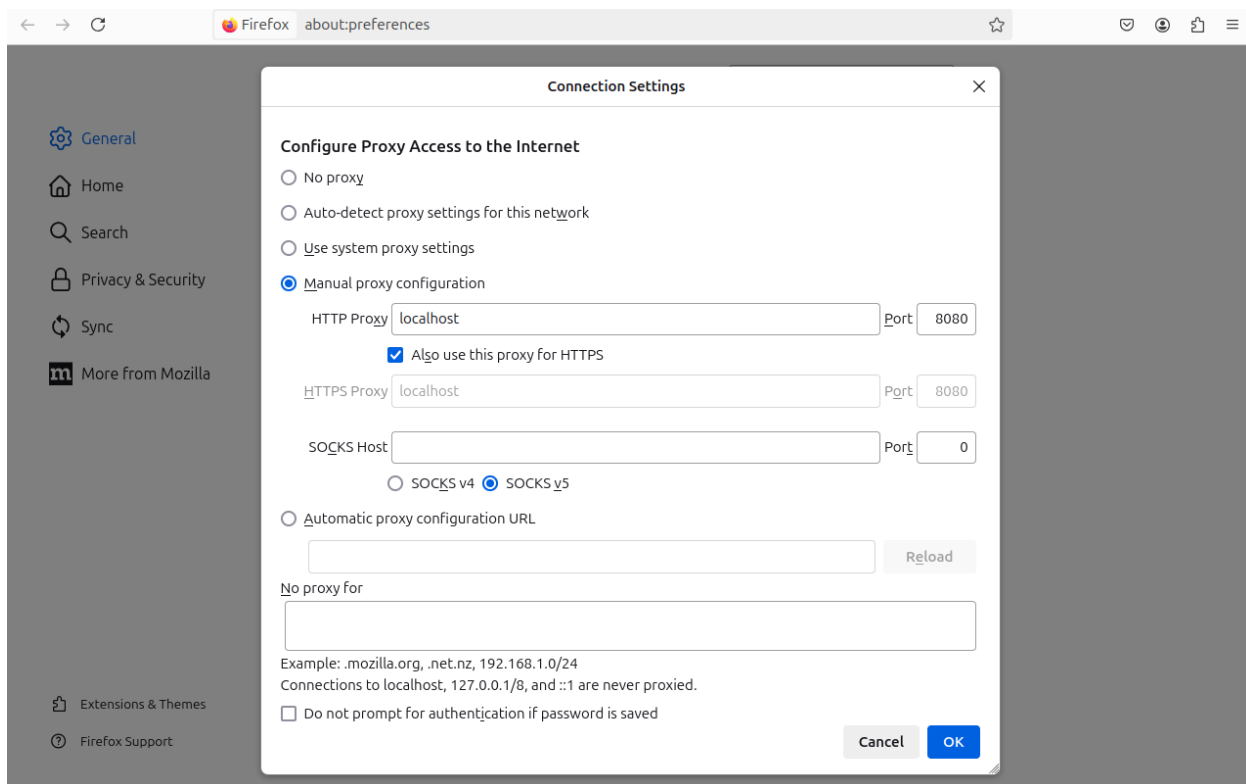 Firefox about:preferences
Connection Settings
General
Home
Search
Privacy & Security
Sync
More from Mozilla
Extensions & Themes
Firefox Support
Configure Proxy Access to the Internet
No proxy
Auto-detect proxy settings for this network
Use system proxy settings
Manual proxy configuration
HTTP Proxy localhost Port 8080
Also use this proxy for HTTPS
HTTPS Proxy localhost Port 8080
SOCKS Host Port 0
SOCKS v4 SOCKS v5
Automatic proxy configuration URL
Reload
No proxy for
Example: .mozilla.org, .net.nz, 192.168.1.0/24
Connections to localhost, 127.0.0.1/8, and ::1 are never proxied.
Do not prompt for authentication if password is saved
Cancel OK